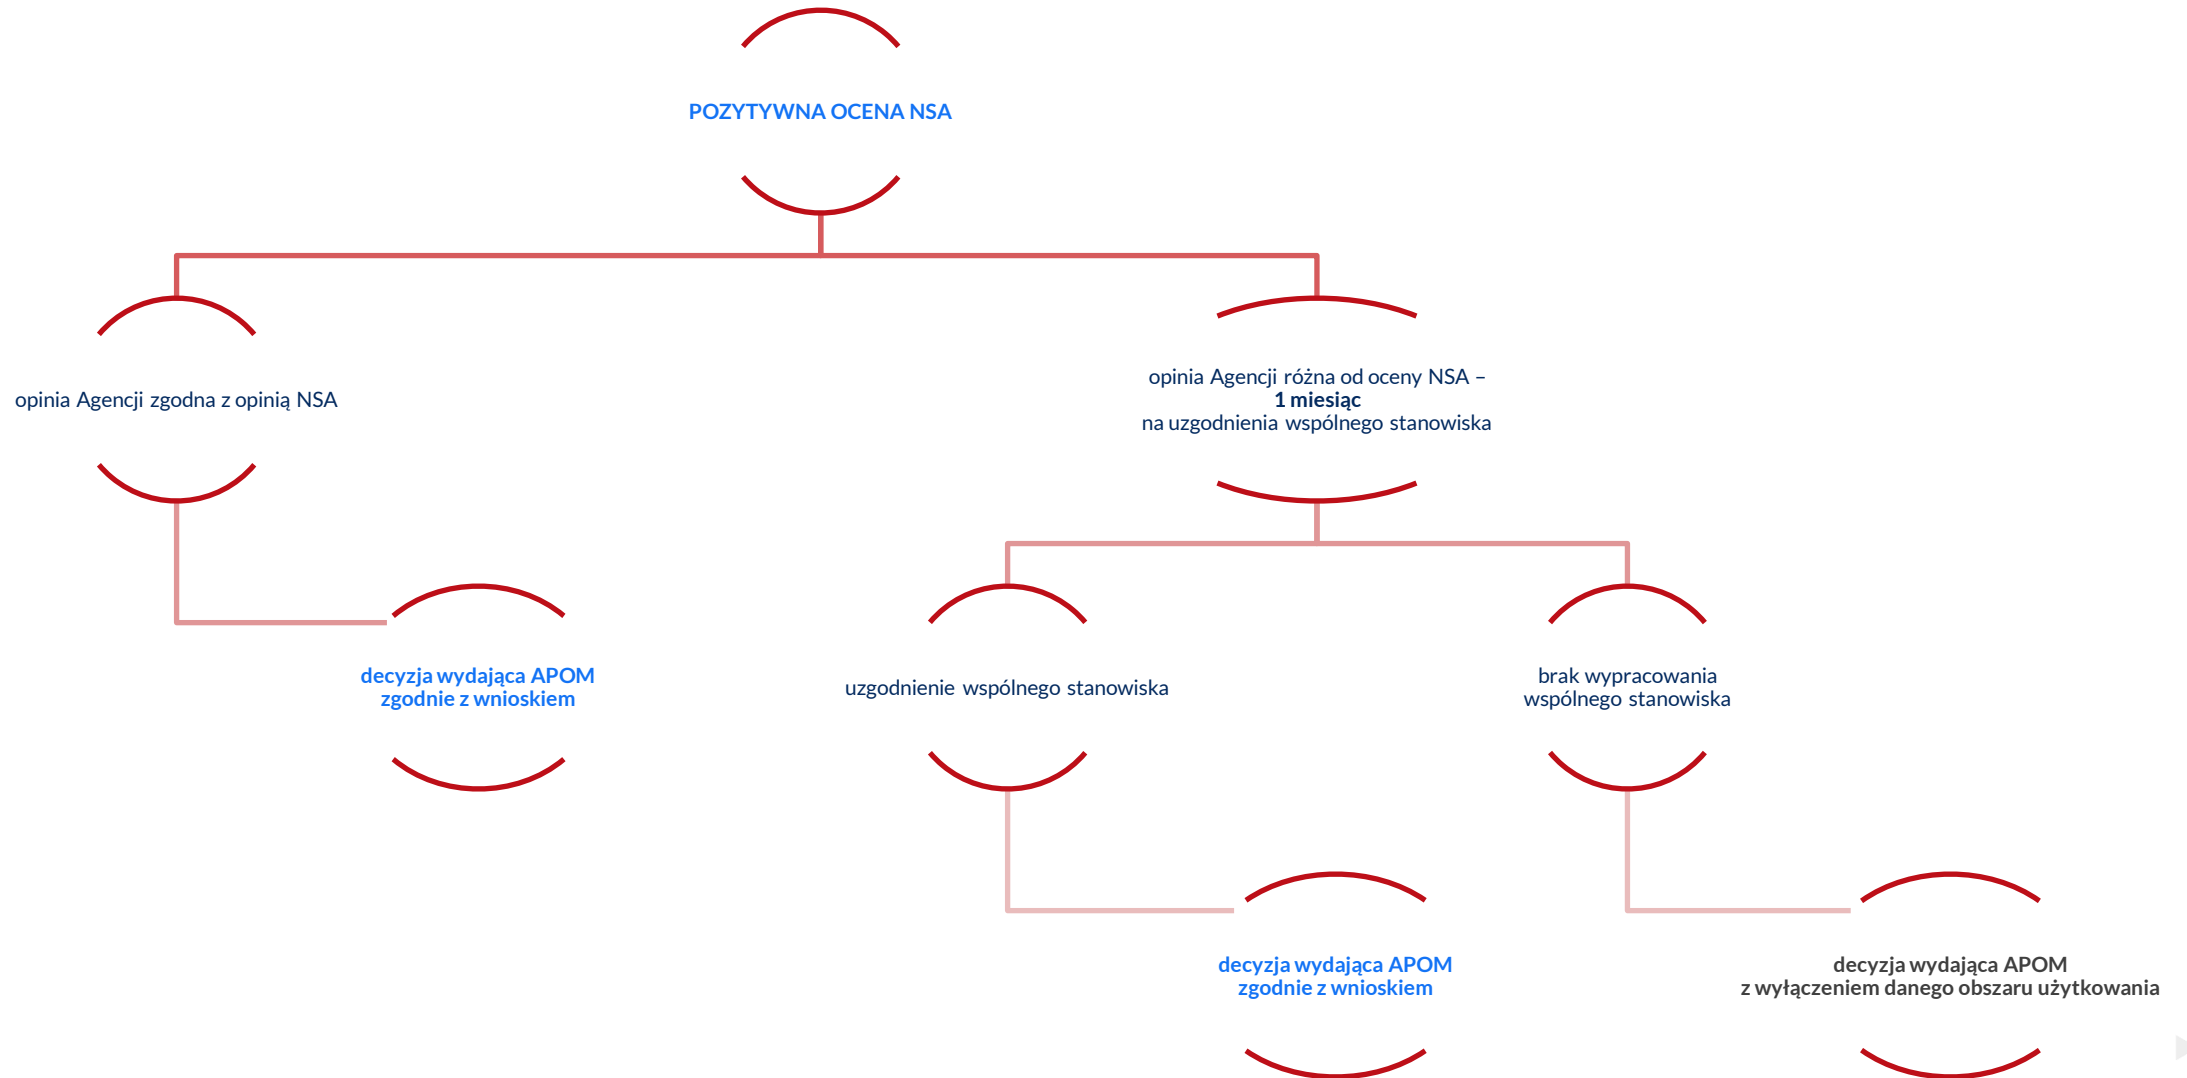 POZYTYWNA OCENA NSA
opinia Agencji zgodna z opinią NSA
opinia Agencji różna od oceny NSA –
1 miesiąc
na uzgodnienia wspólnego stanowiska
decyzja wydająca APOM
zgodnie z wnioskiem
uzgodnienie wspólnego stanowiska
brak wypracowania
wspólnego stanowiska
decyzja wydająca APOM
zgodnie z wnioskiem
decyzja wydająca APOM
z wyłączeniem danego obszaru użytkowania